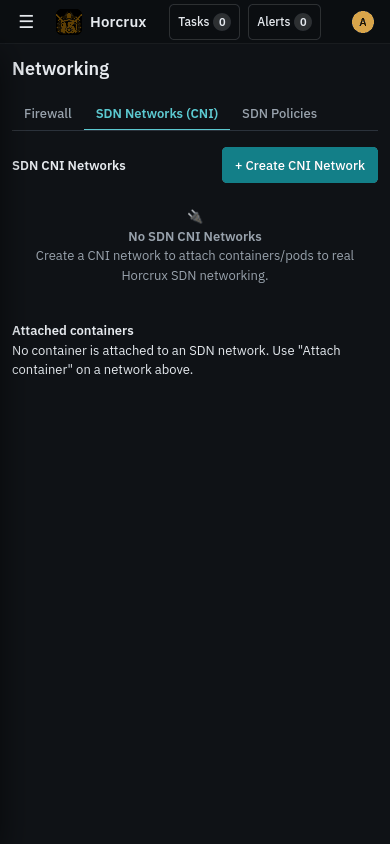 Horcrux
Tasks 0
Alerts 0
A
Networking
Firewall
SDN Networks (CNI)
SDN Policies
SDN CNI Networks
+ Create CNI Network
No SDN CNI Networks
Create a CNI network to attach containers/pods to real
Horcrux SDN networking.
Attached containers
No container is attached to an SDN network. Use "Attach
container" on a network above.